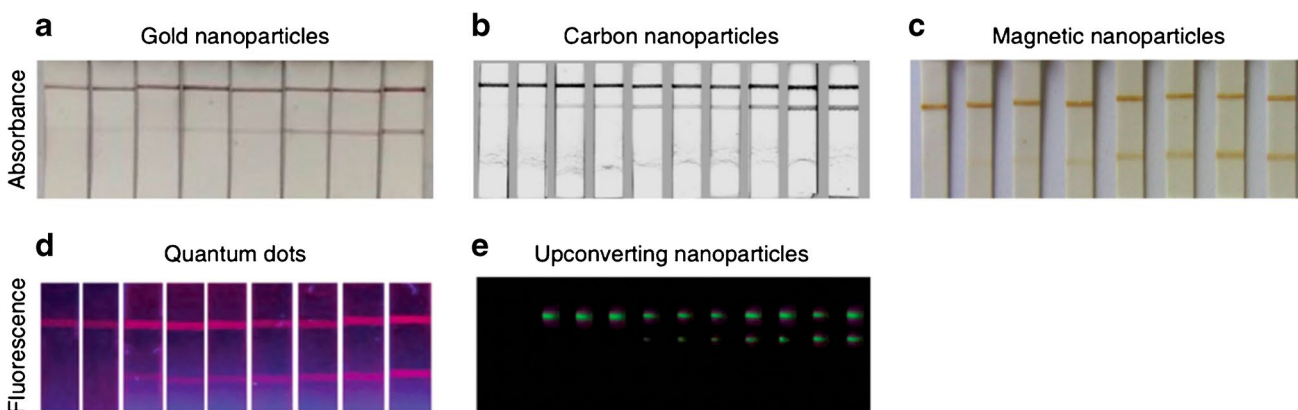 a
Gold nanoparticles
b
Carbon nanoparticles
c
Magnetic nanoparticles
Absorbance
d
Quantum dots
e
Upconverting nanoparticles
Fluorescence